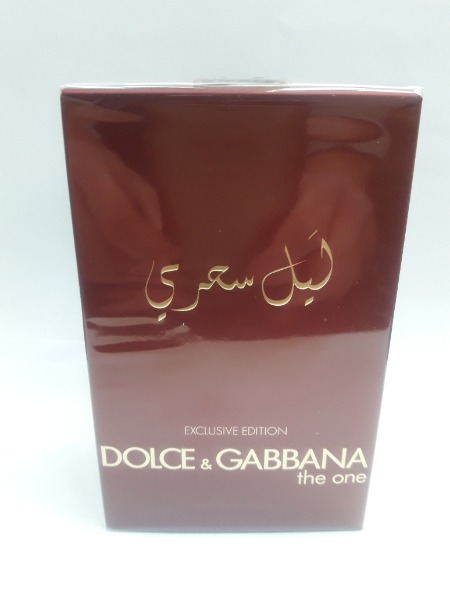 لَيل سحري
EXCLUSIVE EDITION
DOLCE & GABBANA
the one